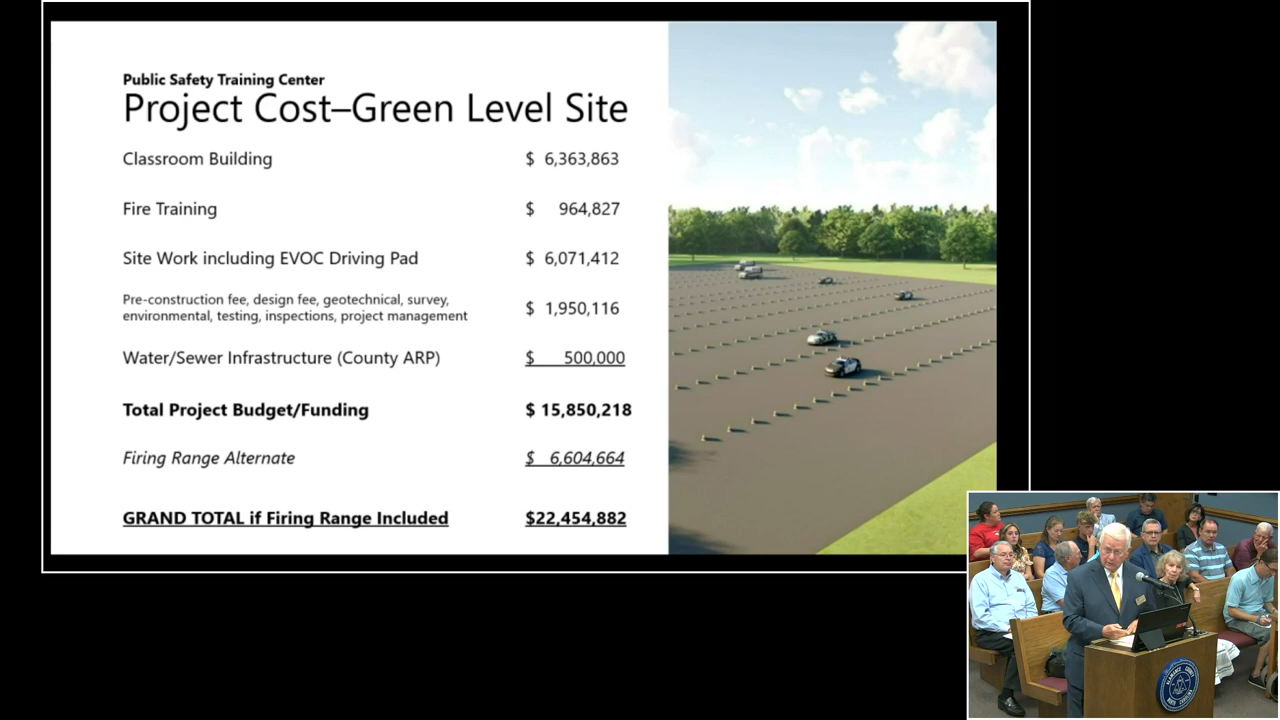 Public Safety Training Center
Project Cost–Green Level Site
Classroom Building $ 6,363,863
Fire Training $ 964,827
Site Work including EVOC Driving Pad $ 6,071,412
Pre-construction fee, design fee, geotechnical, survey,
environmental, testing, inspections, project management $ 1,950,116
Water/Sewer Infrastructure (County ARP) $ 500,000
Total Project Budget/Funding $ 15,850,218
Firing Range Alternate $ 6,604,664
GRAND TOTAL if Firing Range Included $22,454,882